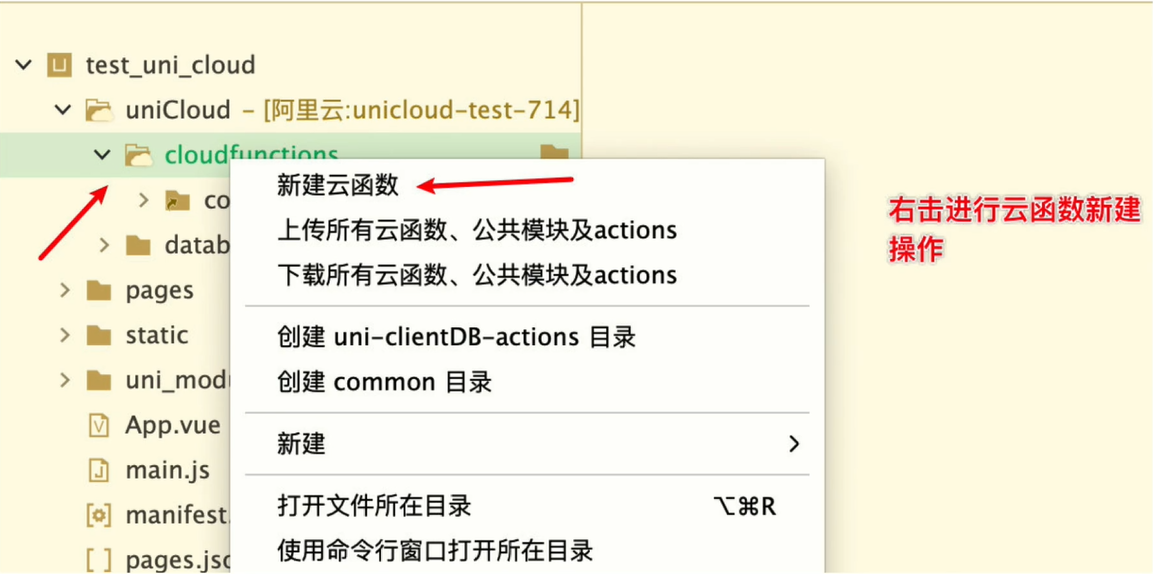 test_uni_cloud
uniCloud - [阿里云:unicloud-test-714]
cloudfunctions
新建云函数
co
上传所有云函数、公共模块及actions
datab
下载所有云函数、公共模块及actions
pages
创建 uni-clientDB-actions 目录
static
创建 common 目录
uni_modu
App.vue
新建
main.js
打开文件所在目录 ⌥⌘R
manifest.
使用命令行窗口打开所在目录
pages.jso
右击进行云函数新建
操作